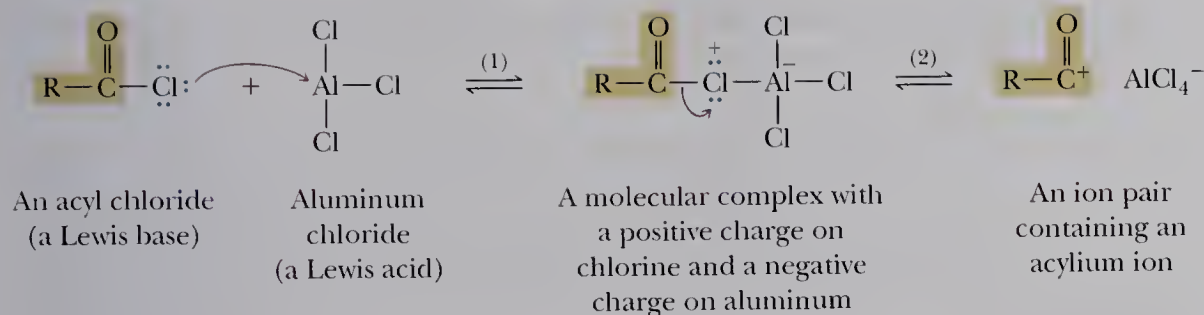 O Cl O Cl O
‖ | ‖ + | (2) ‖
R—C—C̈l: + Al—Cl ⇌ (1) R—C—C̈l—Al⁻—Cl ⇌ R—C⁺ AlCl₄⁻
Cl Cl
An acyl chloride
(a Lewis base)
Aluminum
chloride
(a Lewis acid)
A molecular complex with
a positive charge on
chlorine and a negative
charge on aluminum
An ion pair
containing an
acylium ion